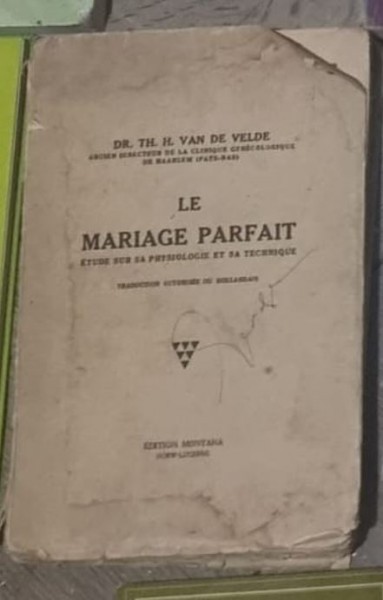 DR. TH. H. VAN DE VELDE
ANCIEN DIRECTEUR DE LA CLINIQUE GYNÉCOLOGIQUE
DE HAARLEM (PAYS-BAS)
LE
MARIAGE PARFAIT
ÉTUDE SUR SA PHYSIOLOGIE ET SA TECHNIQUE
TRADUCTION AUTORISÉE DU HOLLANDAIS
ÉDITION MONTANA